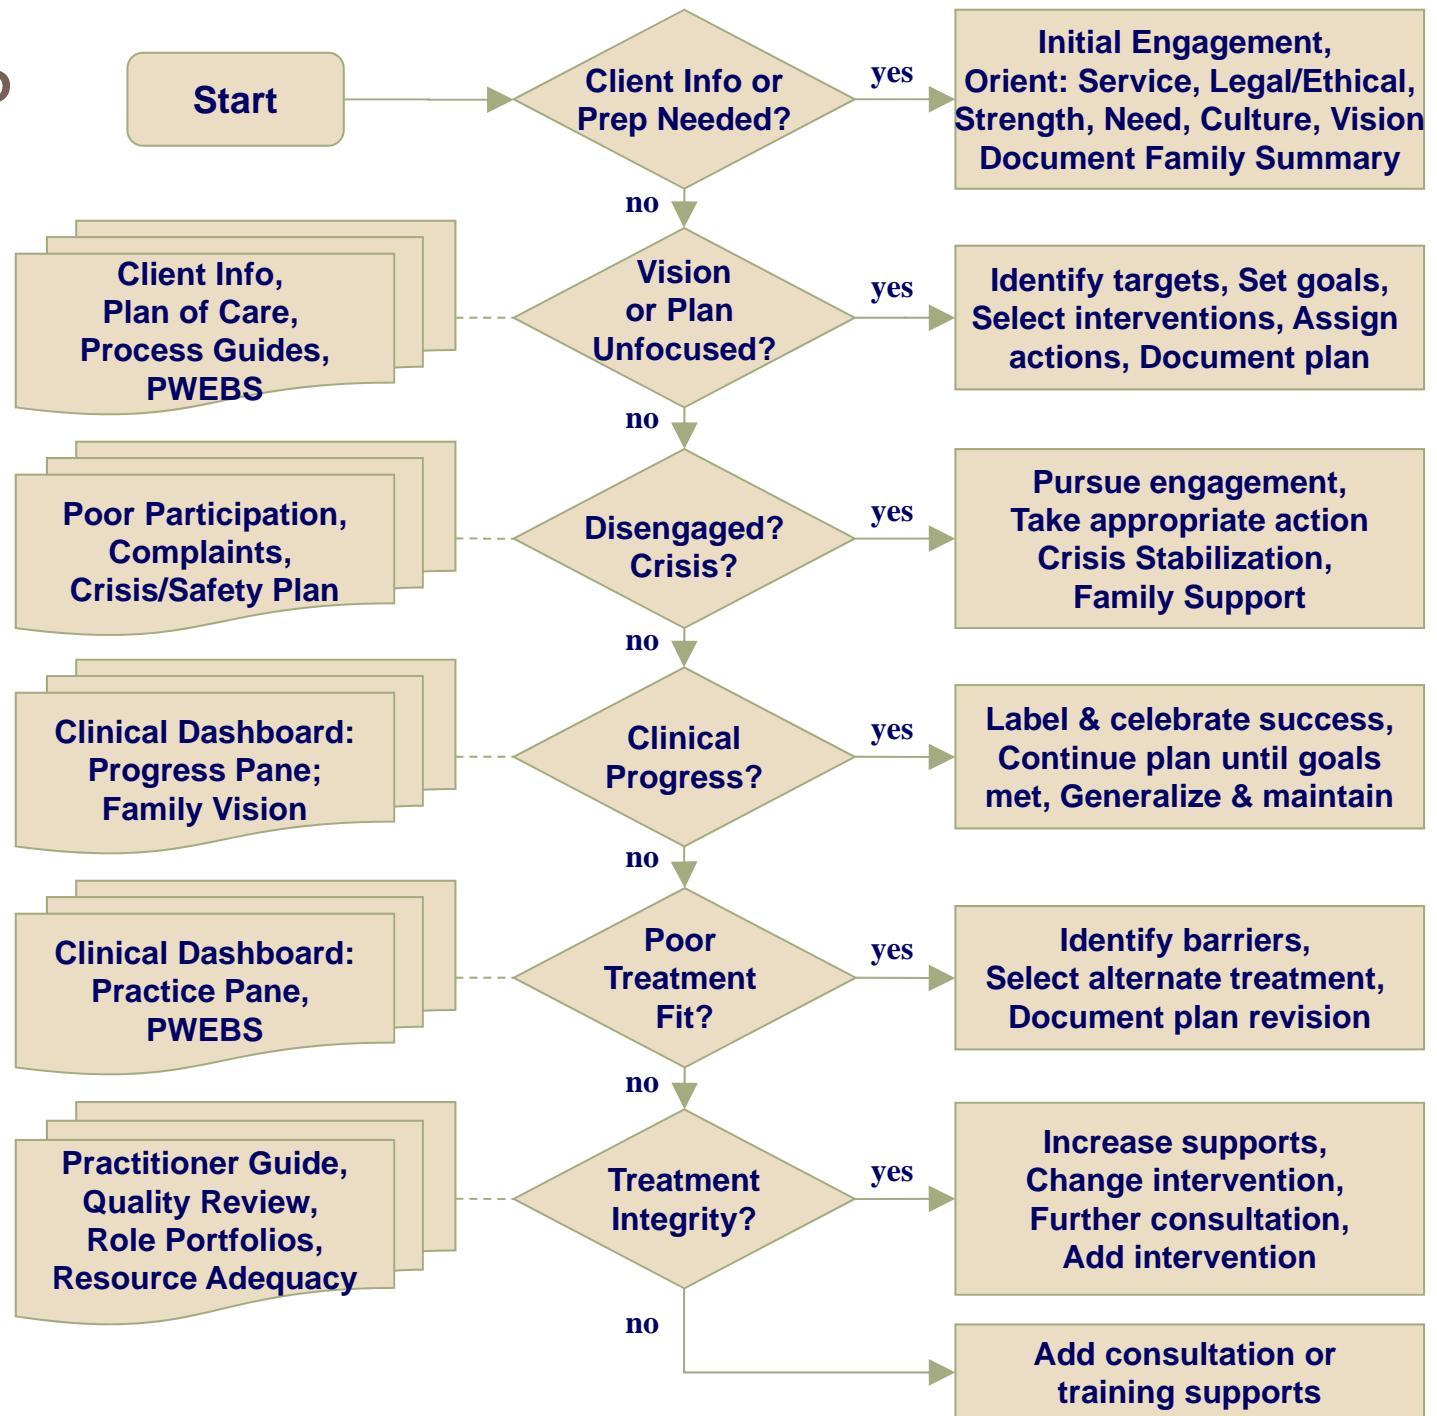 Start
Client Info or
Prep Needed?
yes
Initial Engagement,
Orient: Service, Legal/Ethical,
Strength, Need, Culture, Vision
Document Family Summary
no
Client Info,
Plan of Care,
Process Guides,
PWEBS
Vision
or Plan
Unfocused?
yes
Identify targets, Set goals,
Select interventions, Assign
actions, Document plan
no
Poor Participation,
Complaints,
Crisis/Safety Plan
Disengaged?
Crisis?
yes
Pursue engagement,
Take appropriate action
Crisis Stabilization,
Family Support
no
Clinical Dashboard:
Progress Pane;
Family Vision
Clinical
Progress?
yes
Label & celebrate success,
Continue plan until goals
met, Generalize & maintain
no
Clinical Dashboard:
Practice Pane,
PWEBS
Poor
Treatment
Fit?
yes
Identify barriers,
Select alternate treatment,
Document plan revision
no
Practitioner Guide,
Quality Review,
Role Portfolios,
Resource Adequacy
Treatment
Integrity?
yes
Increase supports,
Change intervention,
Further consultation,
Add intervention
no
Add consultation or
training supports